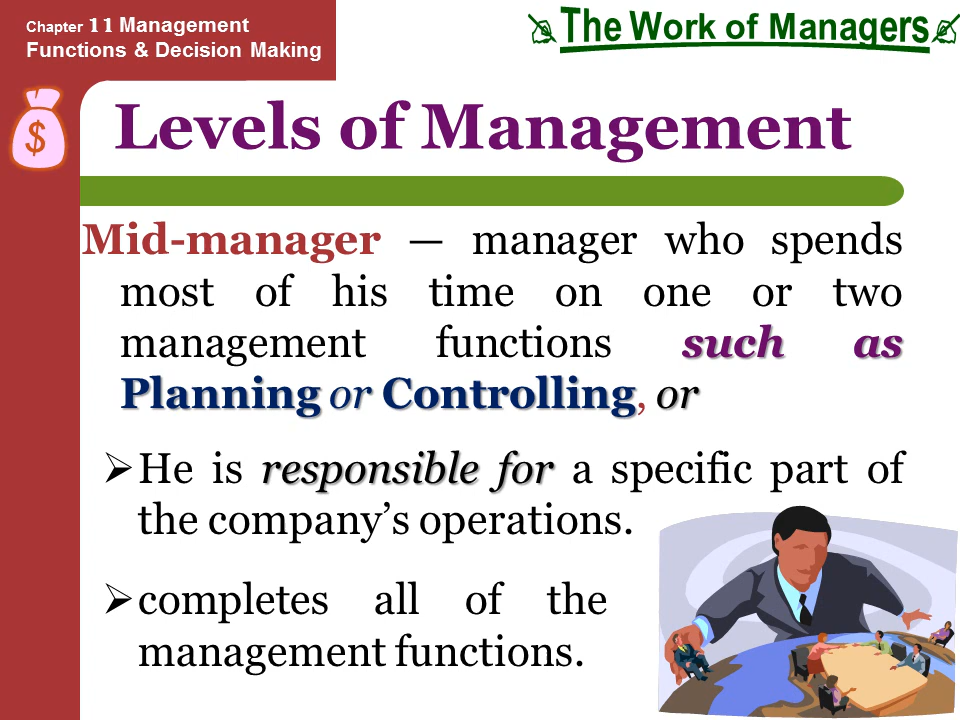 Chapter 11 Management
Functions & Decision Making
The Work of Managers
$
Levels of Management
Mid-manager — manager who spends
most of his time on one or two
management functions such as
Planning or Controlling, or
➢He is responsible for a specific part of
the company’s operations.
➢completes all of the
management functions.